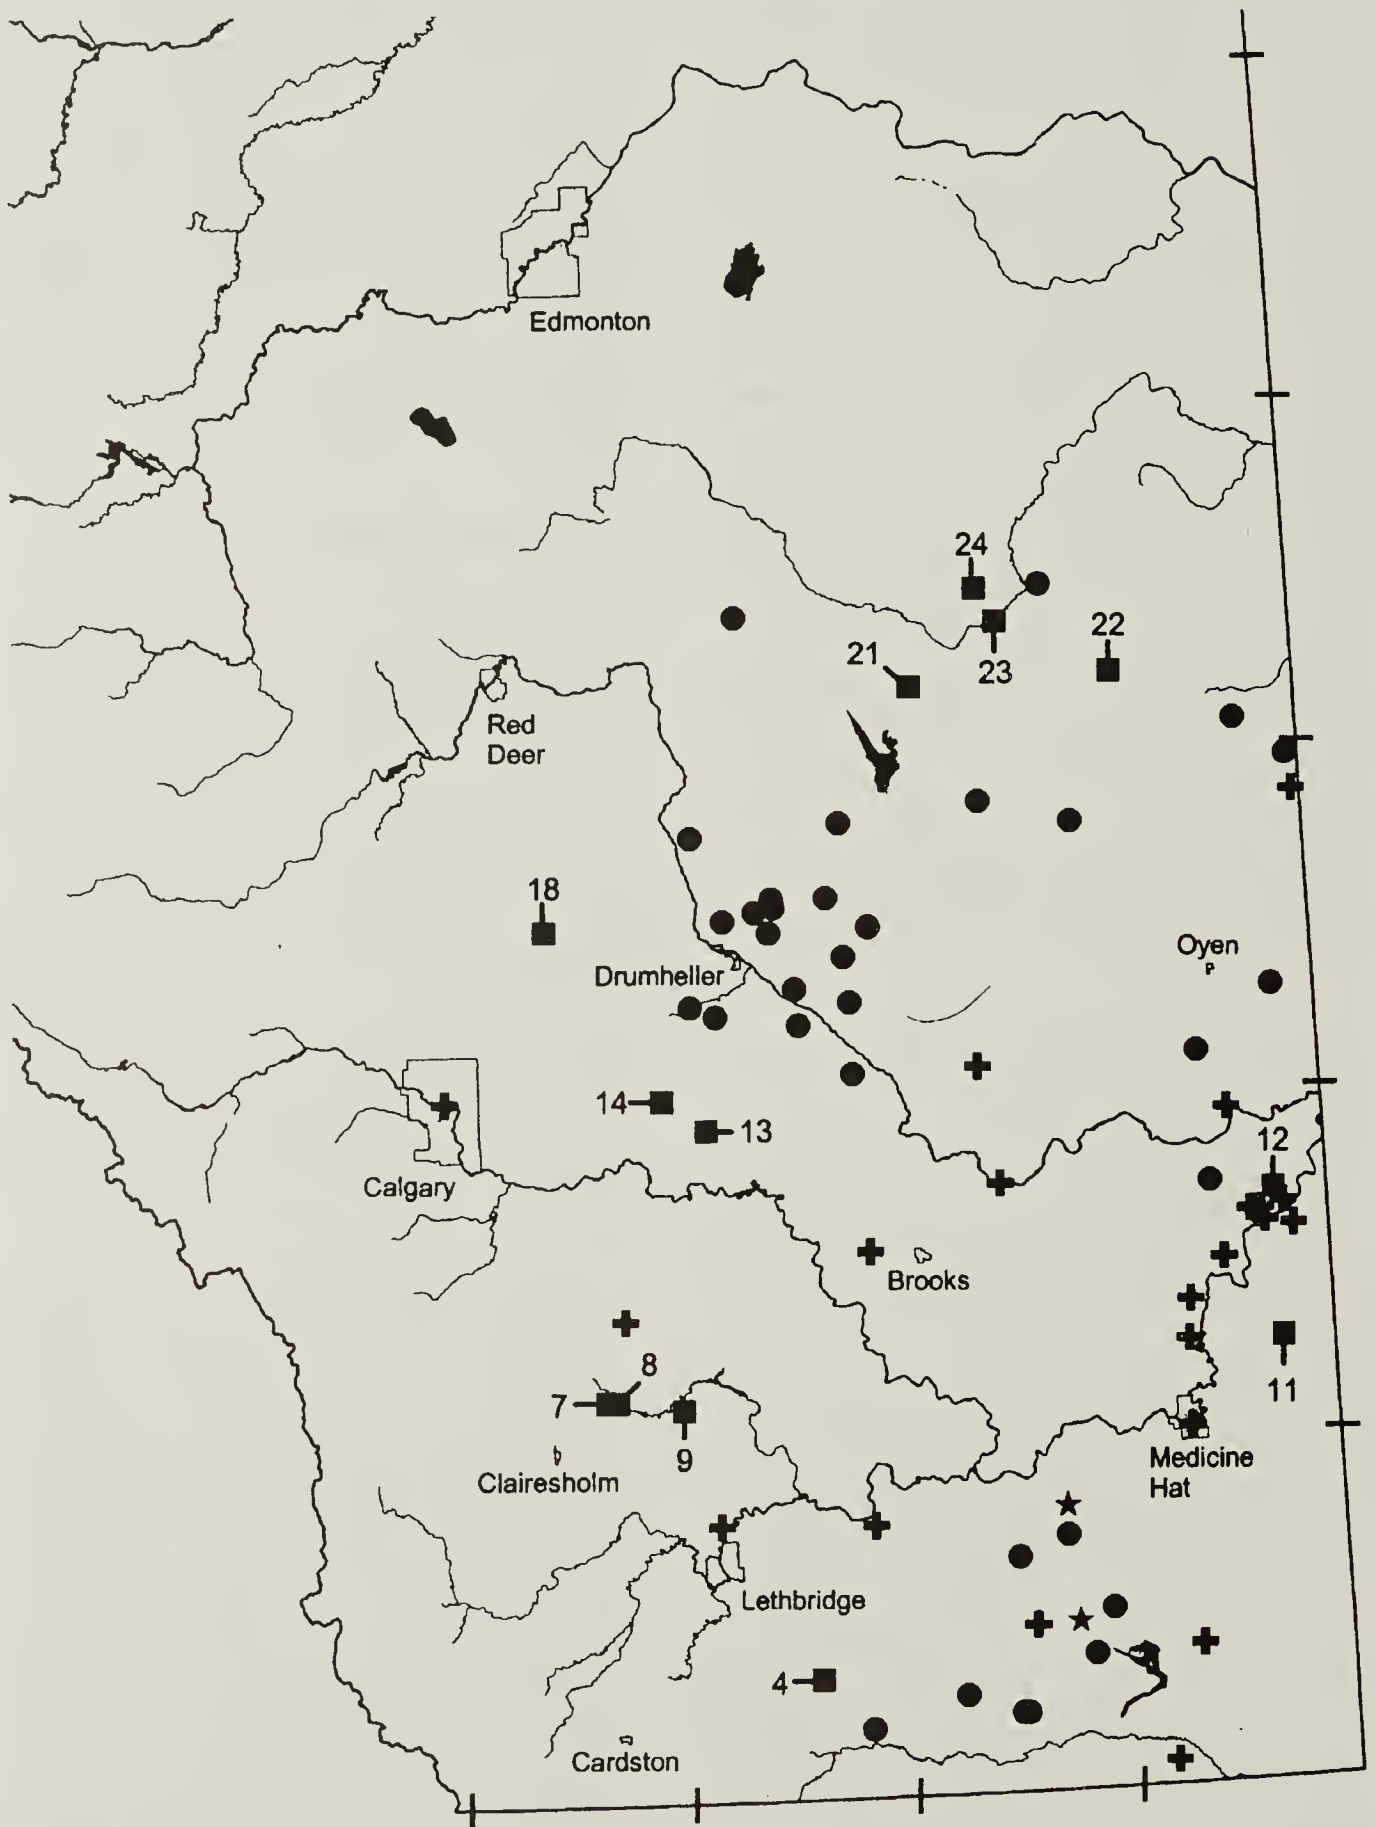 Edmonton
24
22
21
23
Red
Deer
18
Oyen
Drumheller
14
13
12
Calgary
Brooks
8
7
11
9
Medicine
Hat
Clairesholm
Lethbridge
4
Cardston